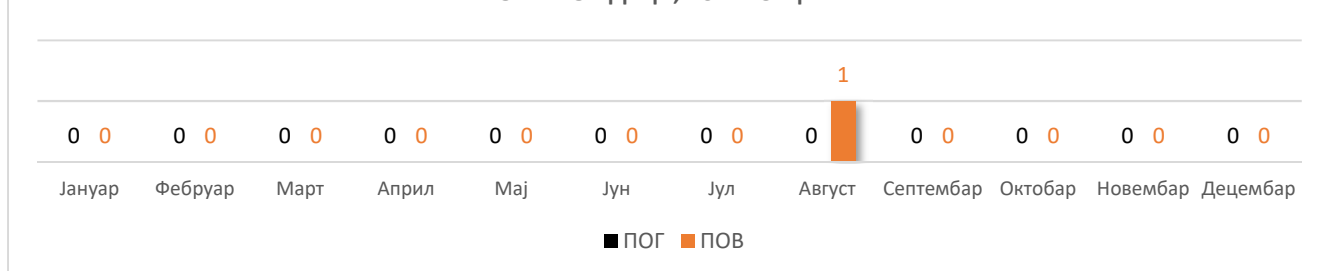 1
0 0 0 0 0 0 0 0 0 0 0 0 0 0 0 0 0 0 0 0 0 0 0
Јануар Фебруар Март Април Мај Јун Јул Август Септембар Октобар Новембар Децембар
ПОГ ПОВ